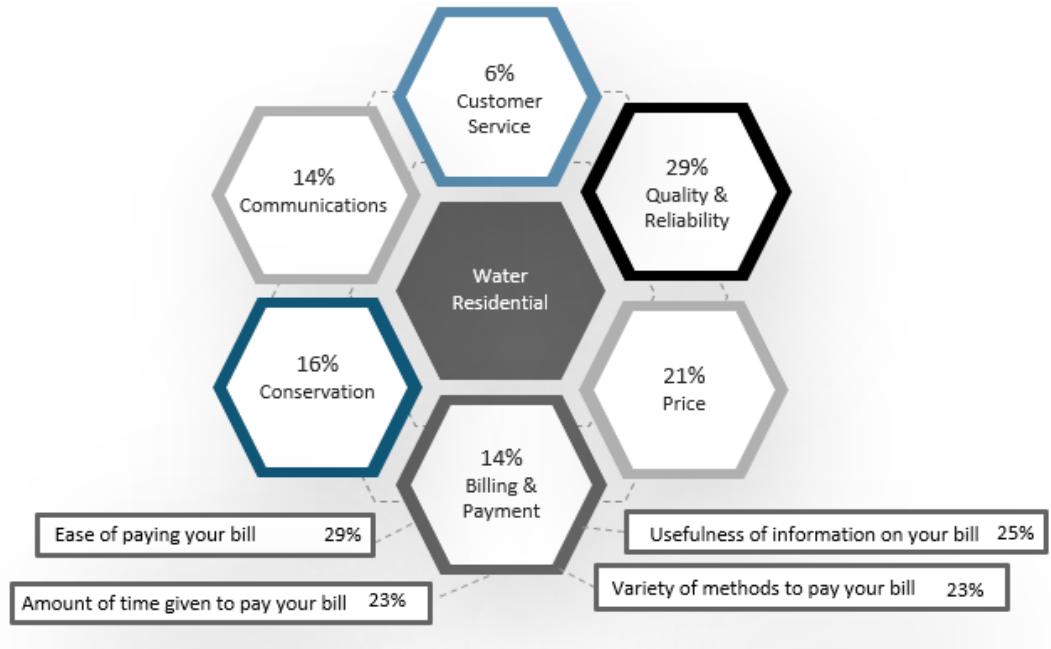 6%
Customer
Service
14%
Communications
29%
Quality &
Reliability
Water
Residential
16%
Conservation
21%
Price
14%
Billing &
Payment
Ease of paying your bill 29%
Usefulness of information on your bill 25%
Amount of time given to pay your bill 23%
Variety of methods to pay your bill 23%